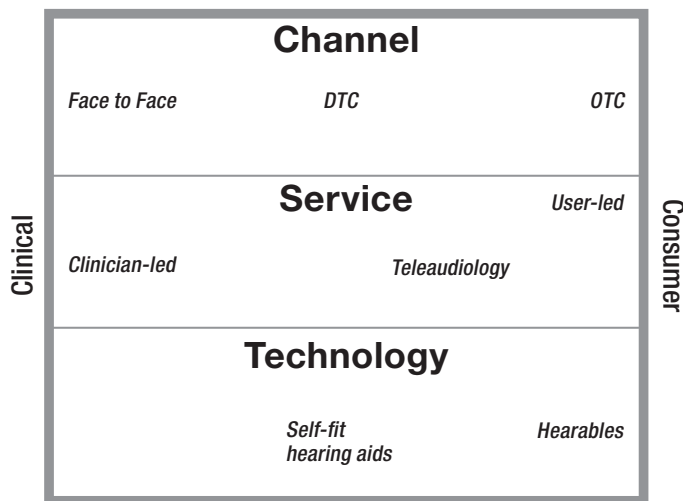 Channel
Face to Face DTC OTC
Clinical
Service
User-led
Consumer
Clinician-led Teleaudiology
Technology
Self-fit
hearing aids
Hearables